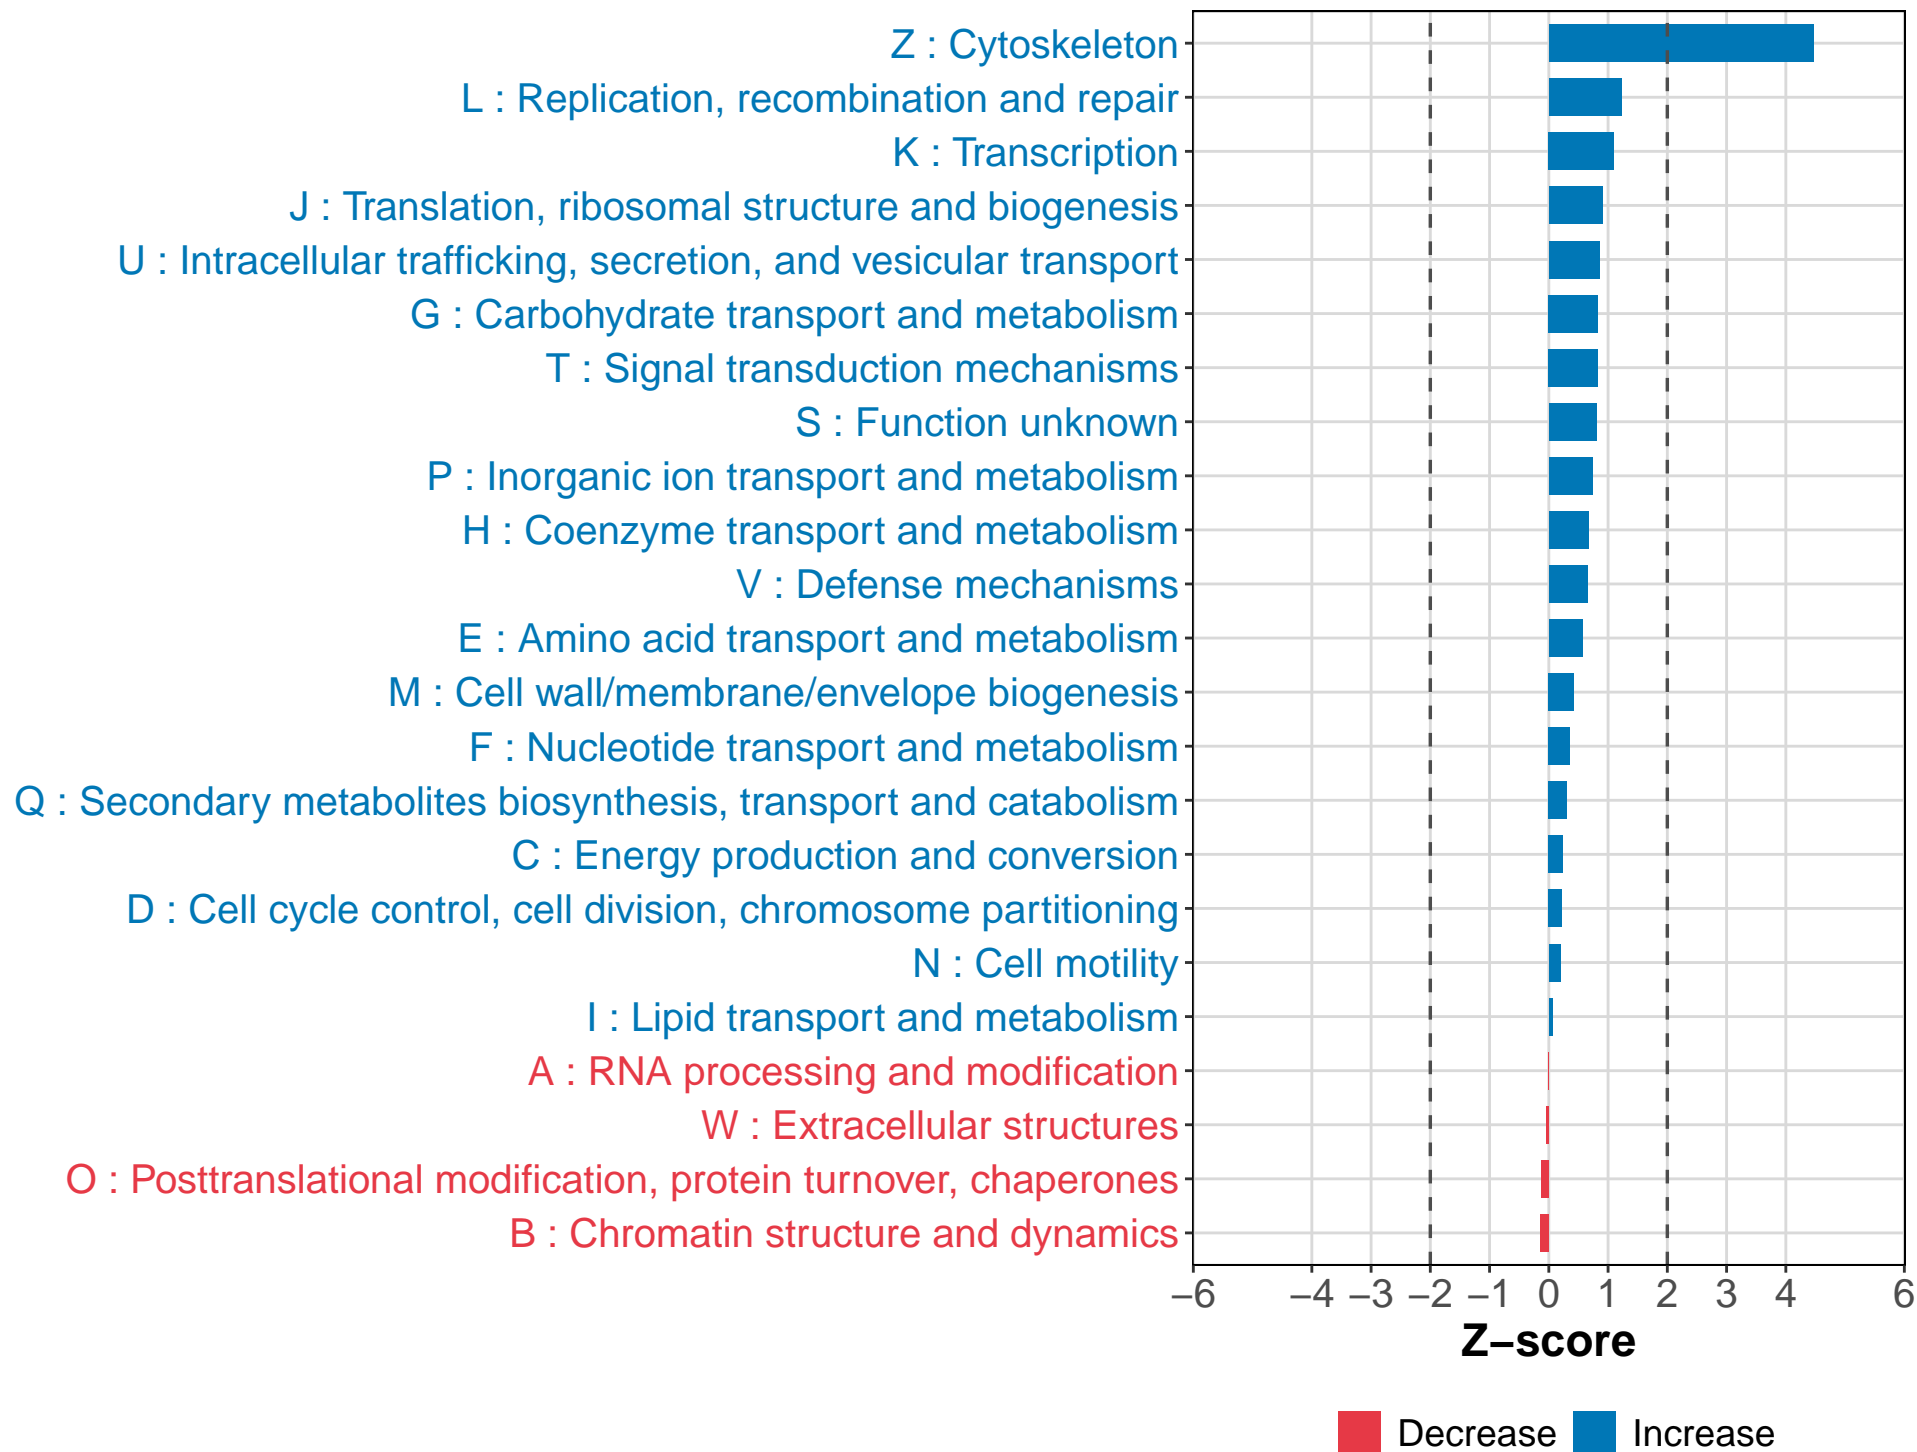 Z : Cytoskeleton
L : Replication, recombination and repair
K : Transcription
J : Translation, ribosomal structure and biogenesis
U : Intracellular trafficking, secretion, and vesicular transport
G : Carbohydrate transport and metabolism
T : Signal transduction mechanisms
S : Function unknown
P : Inorganic ion transport and metabolism
H : Coenzyme transport and metabolism
V : Defense mechanisms
E : Amino acid transport and metabolism
M : Cell wall/membrane/envelope biogenesis
F : Nucleotide transport and metabolism
Q : Secondary metabolites biosynthesis, transport and catabolism
C : Energy production and conversion
D : Cell cycle control, cell division, chromosome partitioning
N : Cell motility
I : Lipid transport and metabolism
A : RNA processing and modification
W : Extracellular structures
O : Posttranslational modification, protein turnover, chaperones
B : Chromatin structure and dynamics
−6 −4 −3 −2 −1 0 1 2 3 4 6
Z−score
Decrease Increase